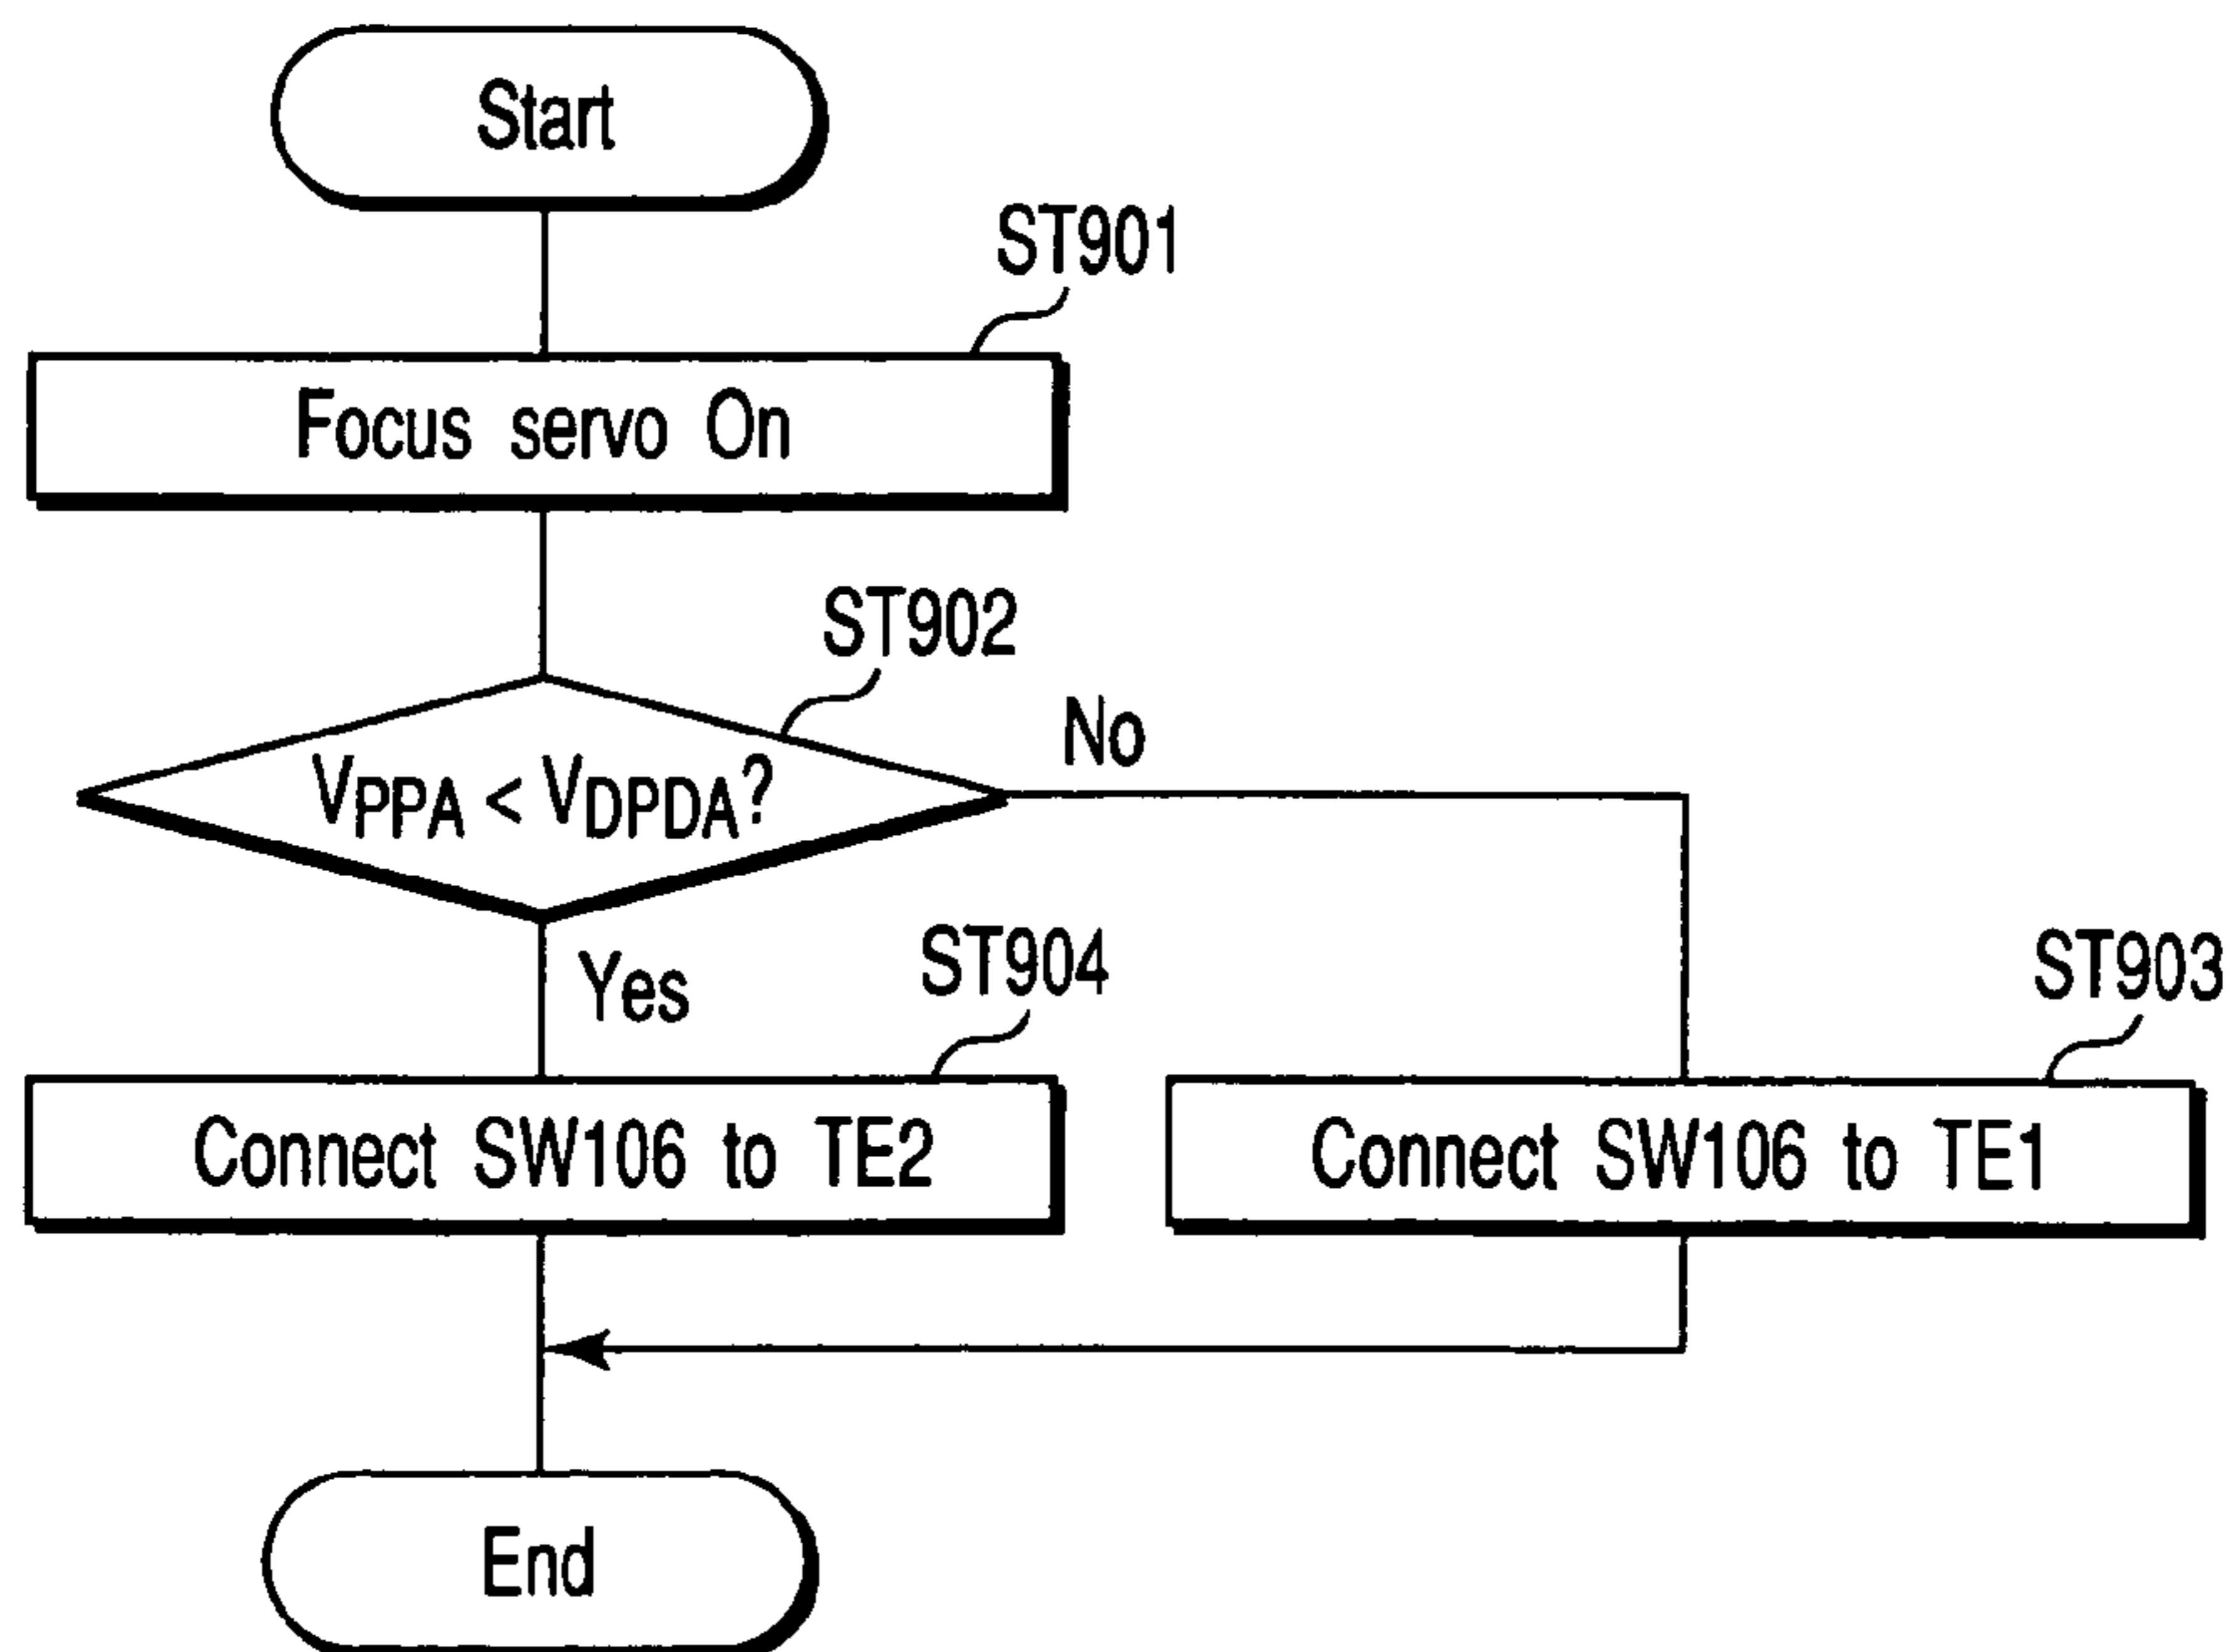 Start
ST901
Focus servo On
ST902
VPPA < VDPDA?
No
Yes
ST904
ST903
Connect SW106 to TE2
Connect SW106 to TE1
End